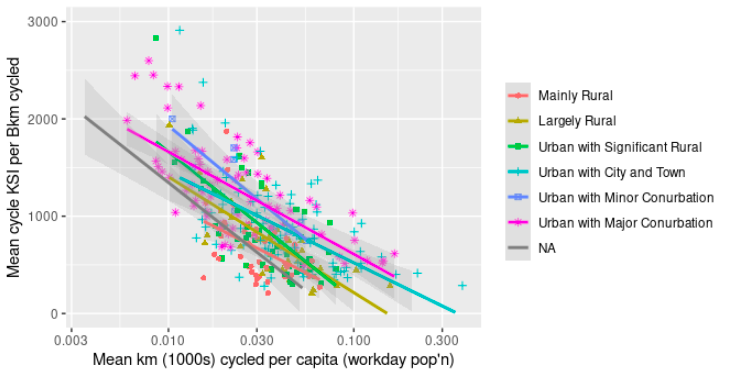 3000
2000
1000
0
Mean cycle KSI per Bkm cycled
0.003
0.010
0.030
0.100
0.300
Mean km (1000s) cycled per capita (workday pop'n)
Mainly Rural
Largely Rural
Urban with Significant Rural
Urban with City and Town
Urban with Minor Conurbation
Urban with Major Conurbation
NA